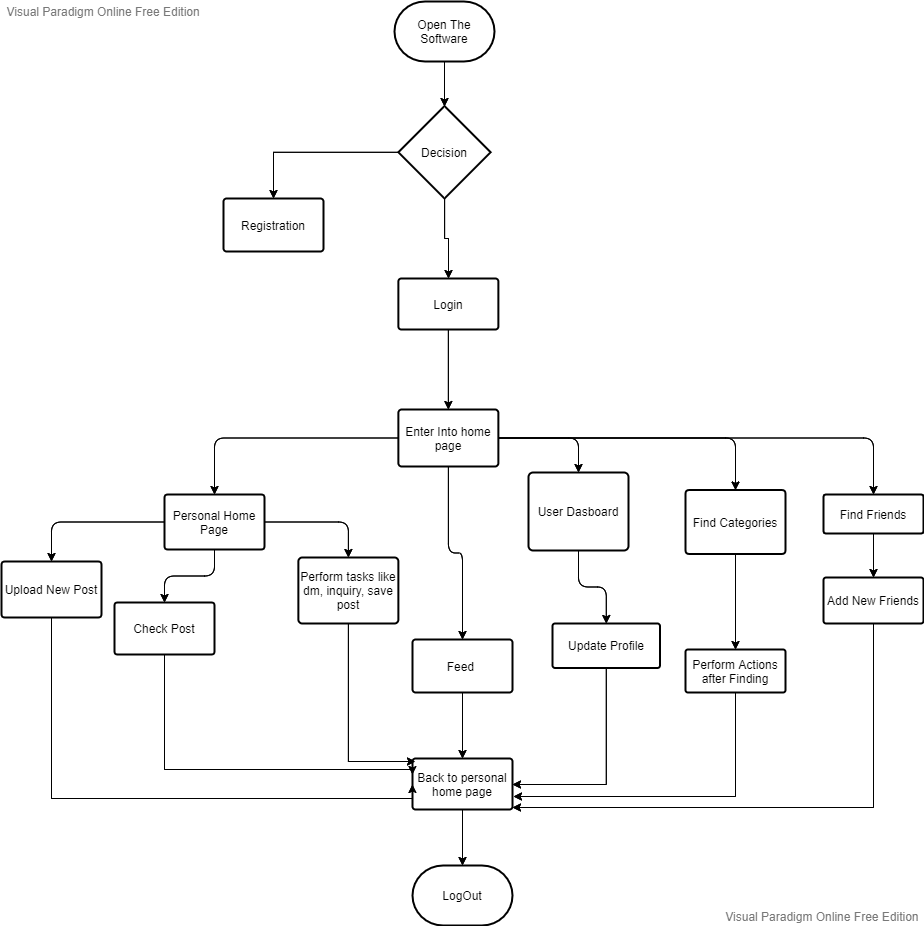 Visual Paradigm Online Free Edition
Open The
Software
Decision
Registration
Login
Enter Into home
page
Personal Home
Page
User Dasboard
Find Categories
Find Friends
Upload New Post
Check Post
Perform tasks like
dm, inquiry, save
post
Add New Friends
Feed
Update Profile
Perform Actions
after Finding
Back to personal
home page
LogOut
Visual Paradigm Online Free Edition